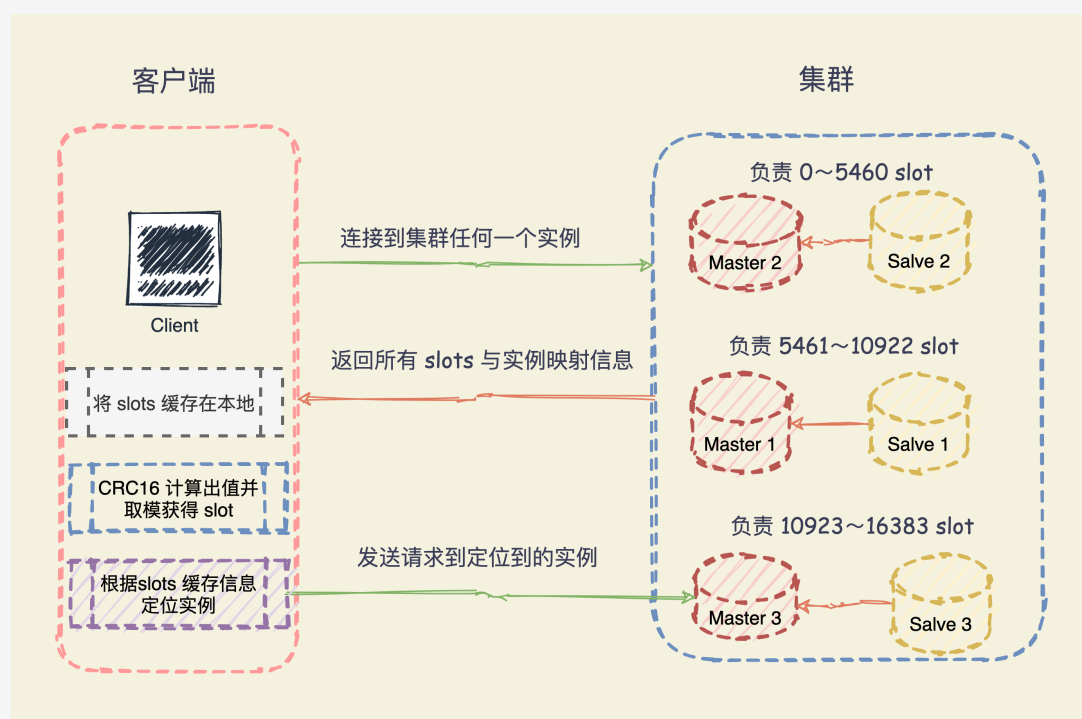 客户端
集群
负责 0～5460 slot
Master 2
Salve 2
连接到集群任何一个实例
Client
负责 5461～10922 slot
返回所有 slots 与实例映射信息
将 slots 缓存在本地
Master 1
Salve 1
CRC16 计算出值并
取模获得 slot
负责 10923～16383 slot
发送请求到定位到的实例
根据slots 缓存信息
定位实例
Master 3
Salve 3